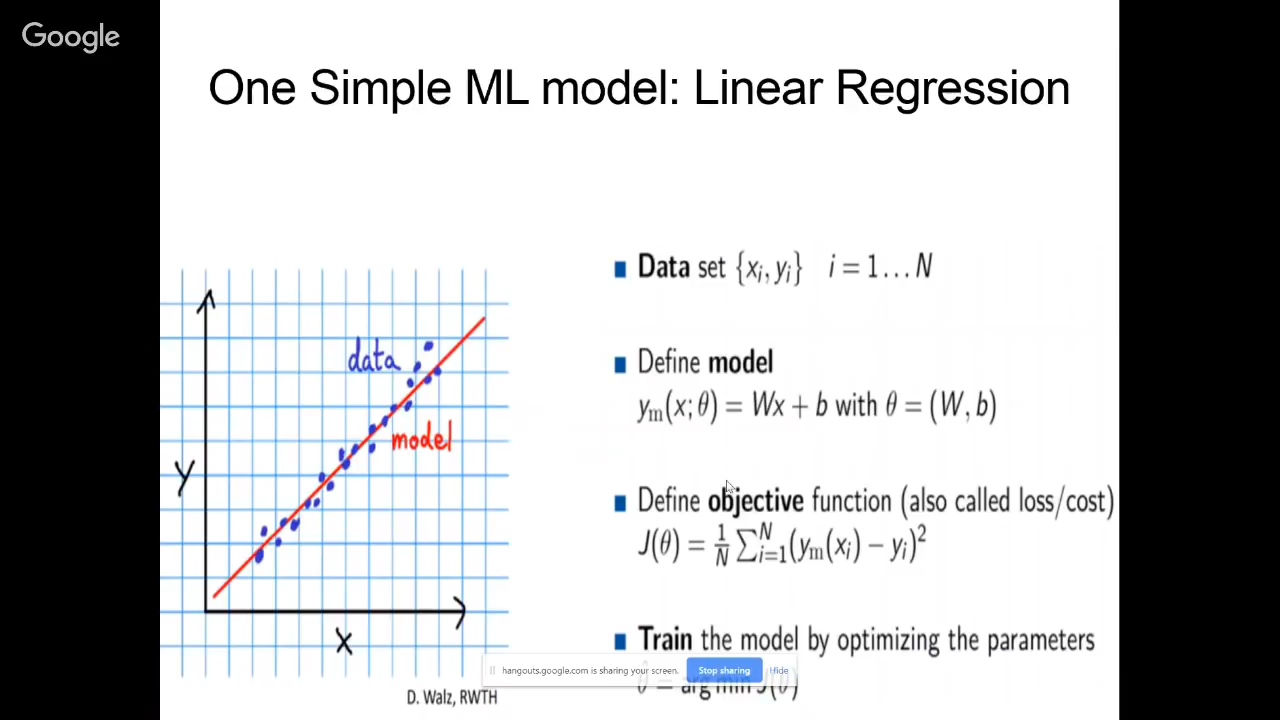 Google
One Simple ML model: Linear Regression
data
model
y
x
D. Walz, RWTH
Data set {xᵢ, yᵢ} i = 1…N
Define model
yₘ(x; θ) = Wx + b with θ = (W, b)
Define objective function (also called loss/cost)
J(θ) = 1/N ∑ᵢ₌₁ᴺ (yₘ(xᵢ) − yᵢ)²
Train the model by optimizing the parameters
hangouts.google.com is sharing your screen. Stop sharing Hide
arg min J(θ)